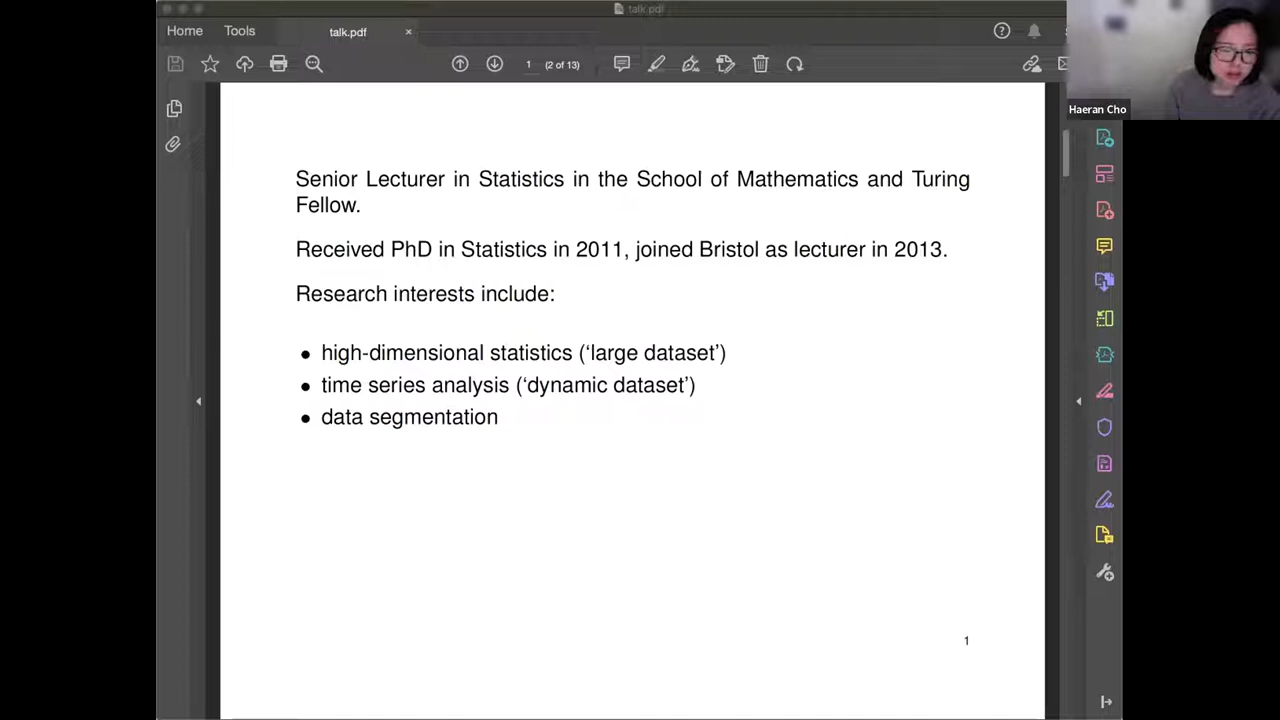 talk.pdf
Home Tools talk.pdf ×
1 (2 of 13)
Haeran Cho
Senior Lecturer in Statistics in the School of Mathematics and Turing
Fellow.
Received PhD in Statistics in 2011, joined Bristol as lecturer in 2013.
Research interests include:
• high-dimensional statistics (‘large dataset’)
• time series analysis (‘dynamic dataset’)
• data segmentation
1